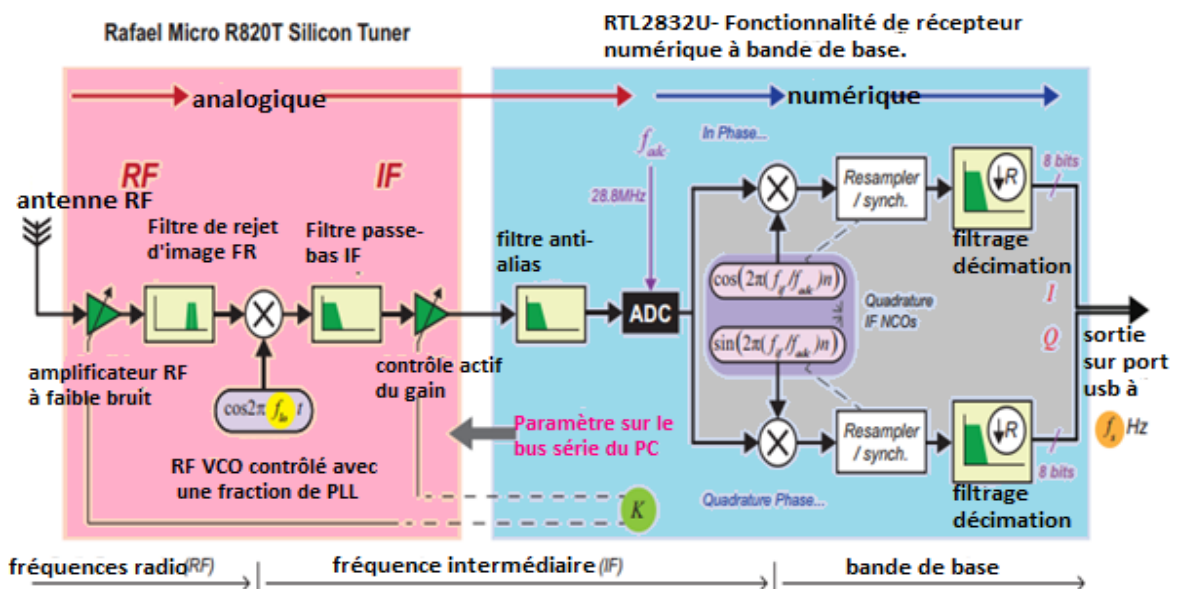 Rafael Micro R820T Silicon Tuner
RTL2832U- Fonctionnalité de récepteur
numérique à bande de base.
analogique
numérique
RF
IF
f_adc
28.8MHz
In Phase...
Resampler
/ synch.
R
8 bits
antenne RF
Filtre de rejet
d'image FR
Filtre passe-
bas IF
filtre anti-
alias
filtrage
décimation
ADC
cos(2π(f_if/f_adc)n)
Quadrature
IF NCOs
sin(2π(f_if/f_adc)n)
I
Q
sortie
sur port
usb à
f_s Hz
amplificateur RF
à faible bruit
cos2π f_lo t
contrôle actif
du gain
Paramètre sur le
bus série du PC
RF VCO contrôlé avec
une fraction de PLL
K
Resampler
/ synch.
R
8 bits
Quadrature Phase...
filtrage
décimation
fréquences radio(RF)
fréquence intermédiaire (IF)
bande de base